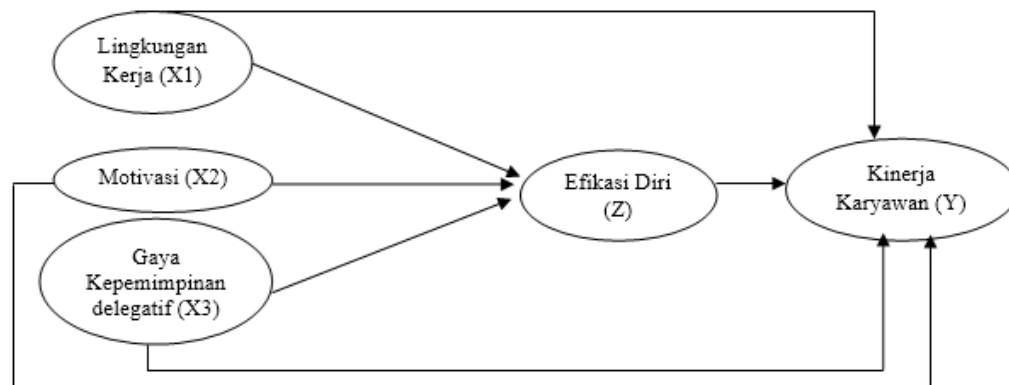 Lingkungan
Kerja (X1)
Motivasi (X2)
Gaya
Kepemimpinan
delegatif (X3)
Efikasi Diri
(Z)
Kinerja
Karyawan (Y)